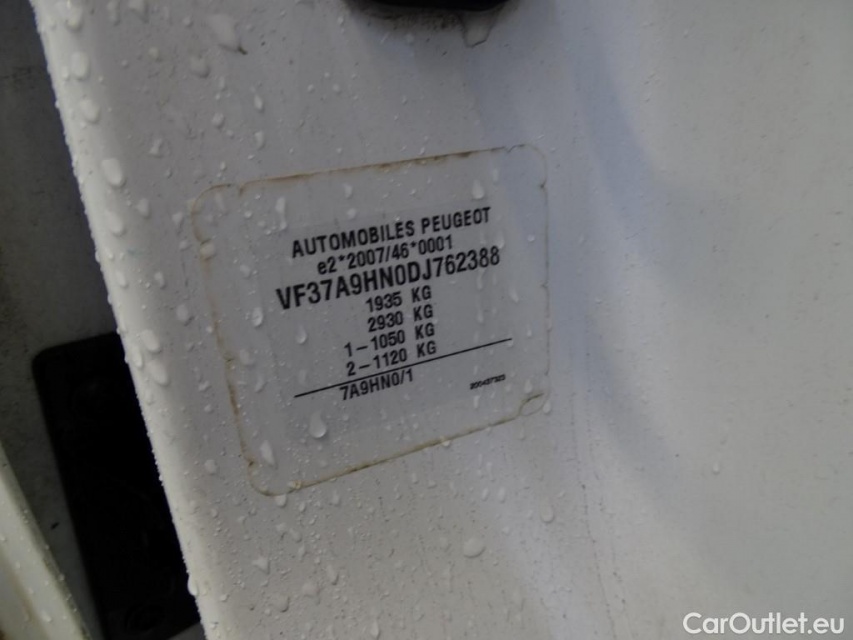 AUTOMOBILES PEUGEOT
e2*2007/46*0001
VF37A9HN0DJ762388
1935 KG
2930 KG
1-1050 KG
2-1120 KG
7A9HN0/1
CarOutlet.eu